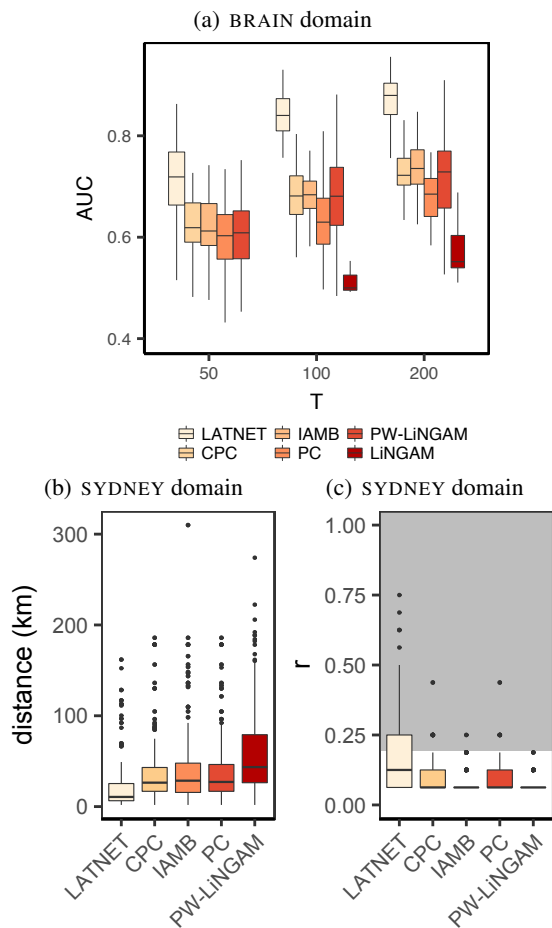 (a) BRAIN domain
AUC
0.8
0.6
0.4
50 100 200
T
LATNET IAMB PW-LiNGAM
CPC PC LiNGAM
(b) SYDNEY domain
distance (km)
300
200
100
0
LATNET CPC IAMB PC PW-LiNGAM
(c) SYDNEY domain
r
1.00
0.75
0.50
0.25
0.00
LATNET CPC IAMB PC PW-LiNGAM